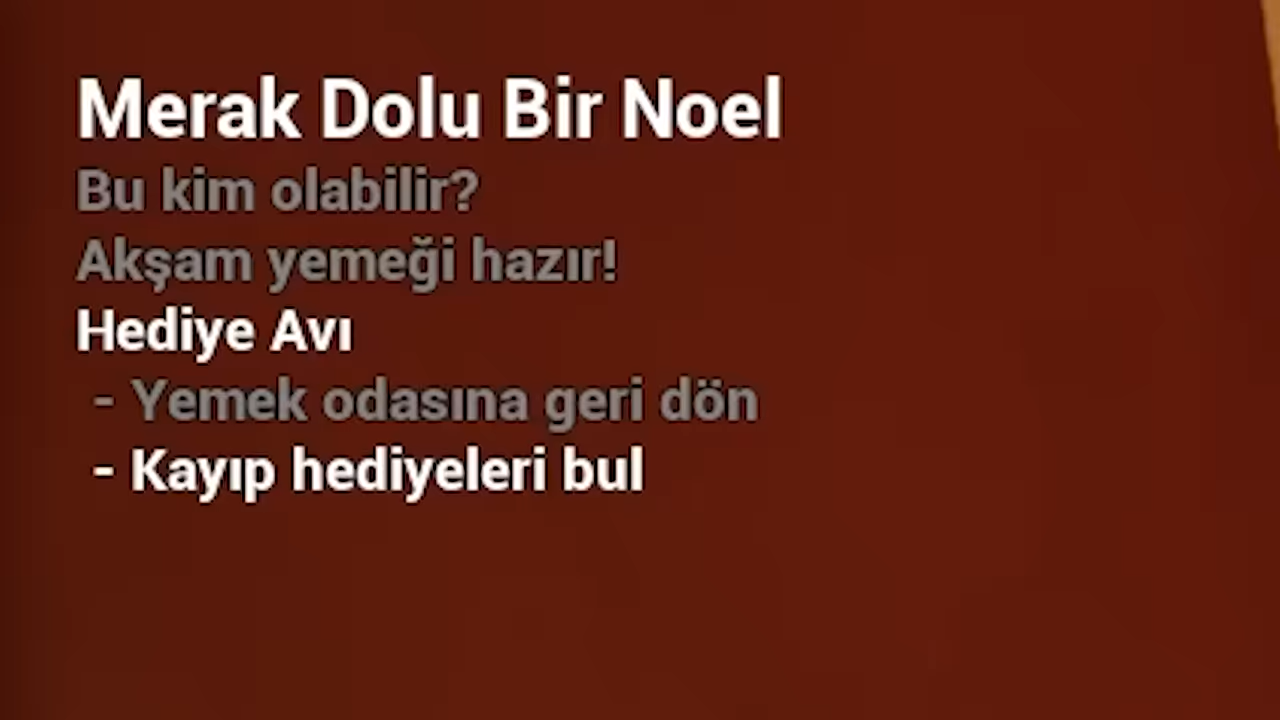 Merak Dolu Bir Noel
Bu kim olabilir?
Akşam yemeği hazır!
Hediye Avı
- Yemek odasına geri dön
- Kayıp hediyeleri bul